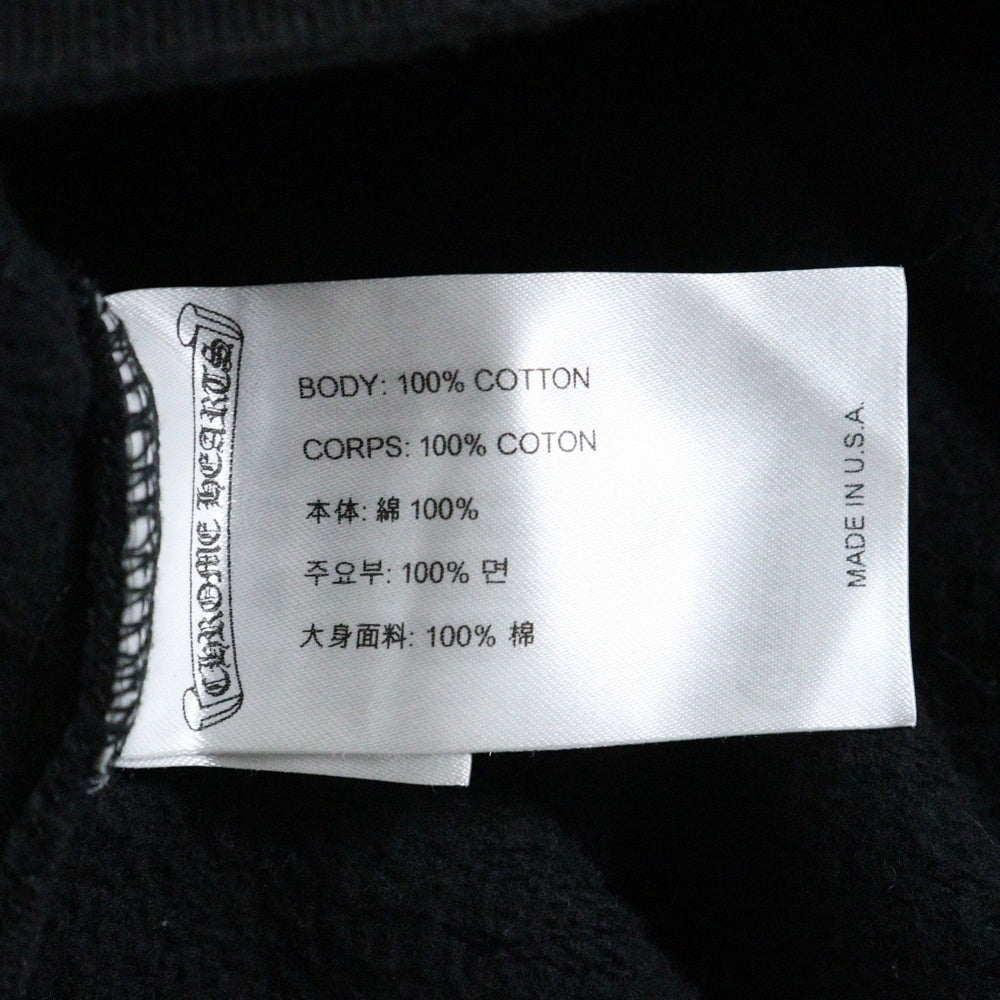 CHROME HEARTS
BODY: 100% COTTON
CORPS: 100% COTON
本体: 綿 100%
주요부: 100% 면
大身面料: 100% 棉
MADE IN U.S.A.